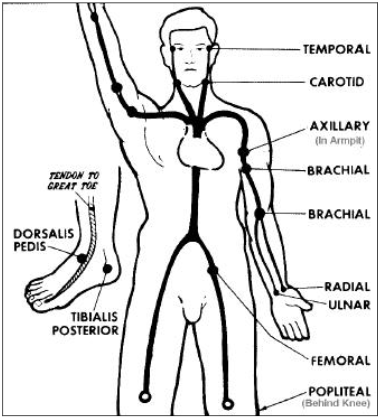 TEMPORAL
CAROTID
AXILLARY
(In Armpit)
BRACHIAL
BRACHIAL
TENDON TO
GREAT TOE
DORSALIS
PEDIS
TIBIALIS
POSTERIOR
RADIAL
ULNAR
FEMORAL
POPLITEAL
(Behind Knee)